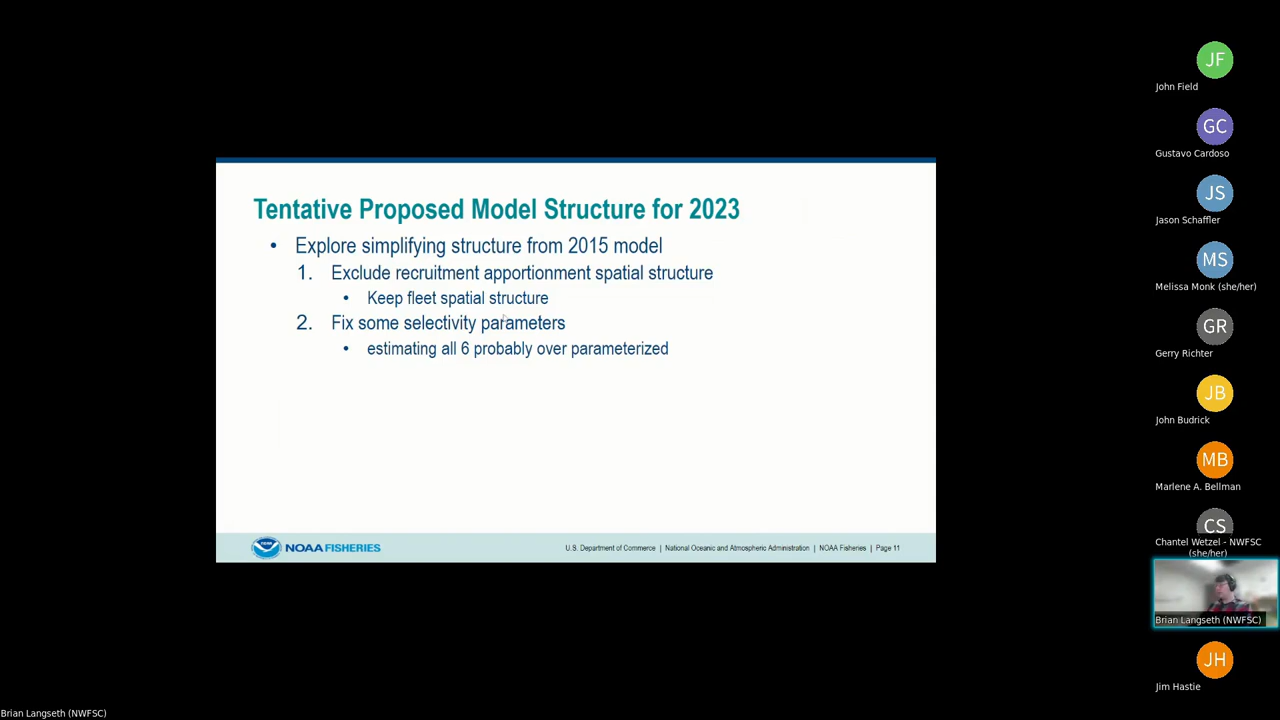 Tentative Proposed Model Structure for 2023
• Explore simplifying structure from 2015 model
1. Exclude recruitment apportionment spatial structure
• Keep fleet spatial structure
2. Fix some selectivity parameters
• estimating all 6 probably over parameterized
NOAA FISHERIES
U.S. Department of Commerce | National Oceanic and Atmospheric Administration | NOAA Fisheries | Page 11
JF
John Field
GC
Gustavo Cardoso
JS
Jason Schaffler
MS
Melissa Monk (she/her)
GR
Gerry Richter
JB
John Budrick
MB
Marlene A. Bellman
CS
Chantel Wetzel - NWFSC
(she/her)
Brian Langseth (NWFSC)
JH
Jim Hastie
Brian Langseth (NWFSC)